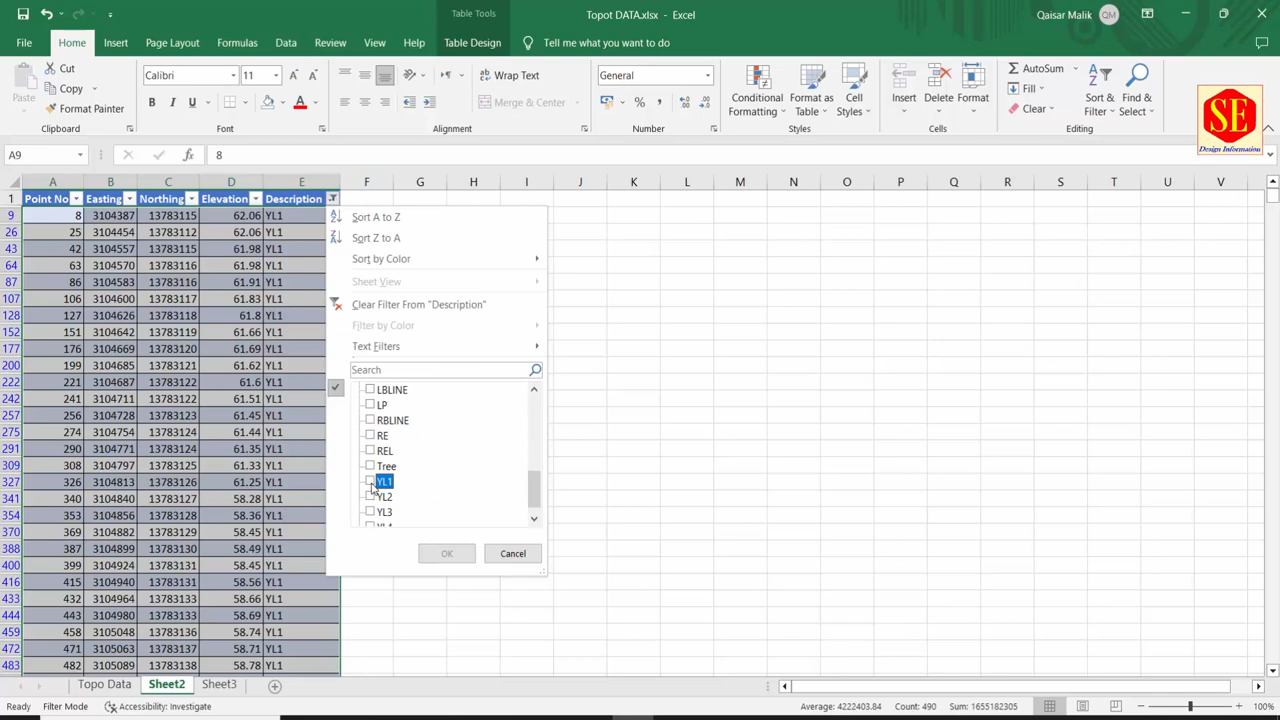 Table Tools
Topot DATA.xlsx - Excel
Qaisar Malik QM
File Home Insert Page Layout Formulas Data Review View Help Table Design Tell me what you want to do
Cut Calibri 11 Wrap Text General AutoSum
Copy Fill
Paste Format Painter Merge & Center Conditional Formatting Format as Table Cell Styles Insert Delete Format Clear Sort & Filter Find & Select
Clipboard Font Alignment Number Styles Cells Editing
SE
Design Information
A9 8
A B C D E F G H I J K L M N O P Q R S T U V
1 Point No Easting Northing Elevation Description
9 8 3104387 13783115 62.06 YL1
26 25 3104454 13783112 62.06 YL1
43 42 3104557 13783115 61.98 YL1
64 63 3104570 13783116 61.98 YL1
87 86 3104583 13783116 61.91 YL1
107 106 3104600 13783117 61.83 YL1
128 127 3104626 13783118 61.8 YL1
152 151 3104642 13783119 61.66 YL1
177 176 3104669 13783120 61.69 YL1
200 199 3104685 13783121 61.62 YL1
222 221 3104687 13783122 61.6 YL1
242 241 3104711 13783122 61.51 YL1
257 256 3104728 13783123 61.45 YL1
275 274 3104754 13783124 61.44 YL1
291 290 3104771 13783124 61.35 YL1
309 308 3104797 13783125 61.33 YL1
327 326 3104813 13783126 61.25 YL1
341 340 3104840 13783127 58.28 YL1
354 353 3104856 13783128 58.36 YL1
370 369 3104882 13783129 58.45 YL1
388 387 3104899 13783130 58.49 YL1
400 399 3104924 13783131 58.45 YL1
416 415 3104940 13783131 58.56 YL1
433 432 3104964 13783133 58.66 YL1
444 443 3104980 13783133 58.69 YL1
459 458 3105048 13783136 58.74 YL1
472 471 3105063 13783137 58.71 YL1
483 482 3105089 13783138 58.78 YL1
Sort A to Z
Sort Z to A
Sort by Color
Sheet View
Clear Filter From "Description"
Filter by Color
Text Filters
Search
LBLINE
LP
RBLINE
RE
REL
Tree
YL1
YL2
YL3
YL4
OK Cancel
Topo Data Sheet2 Sheet3
Ready Filter Mode Accessibility: Investigate Average: 4222403.84 Count: 490 Sum: 1655182305 100%